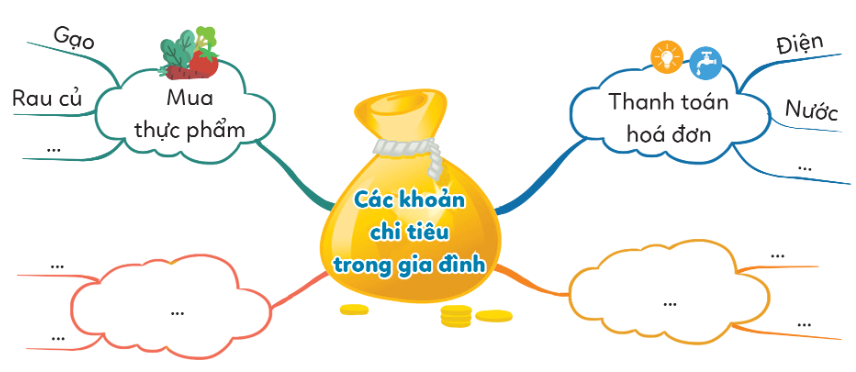 Gạo
Rau củ
...
Mua
thực phẩm
Điện
Nước
...
Thanh toán
hoá đơn
Các khoản
chi tiêu
trong gia đình
...
...
...
...
...
...